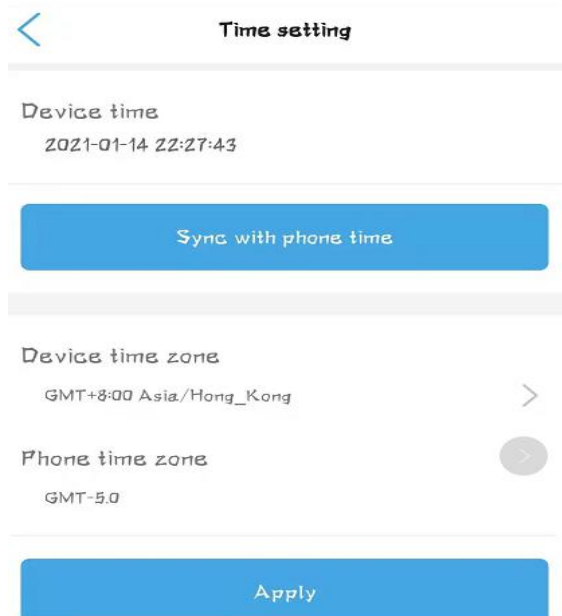 Time setting
Device time
2021-01-14 22:27:43
Sync with phone time
Device time zone
GMT+8:00 Asia/Hong_Kong
Phone time zone
GMT-5.0
Apply